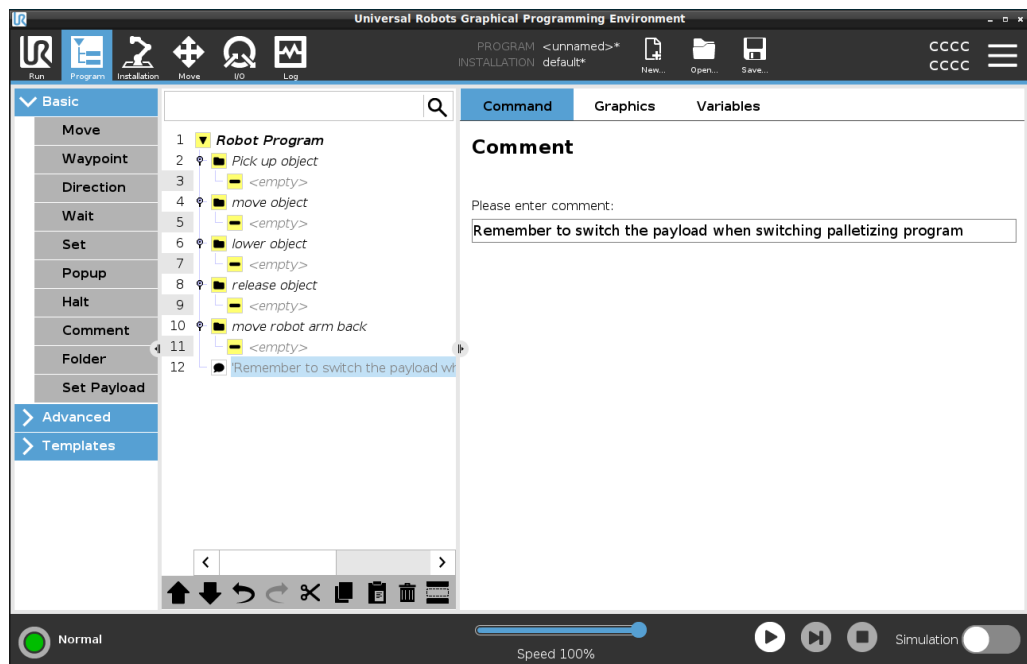 Universal Robots Graphical Programming Environment
UR
Run
Program
Installation
Move
I/O
Log
PROGRAM <unnamed>*
INSTALLATION default*
New...
Open...
Save...
CCCC
CCCC
Basic
Move
Waypoint
Direction
Wait
Set
Popup
Halt
Comment
Folder
Set Payload
Advanced
Templates
1 Robot Program
2 Pick up object
3 <empty>
4 move object
5 <empty>
6 lower object
7 <empty>
8 release object
9 <empty>
10 move robot arm back
11 <empty>
12 'Remember to switch the payload wh
Command Graphics Variables
Comment
Please enter comment:
Remember to switch the payload when switching palletizing program
Normal
Speed 100%
Simulation